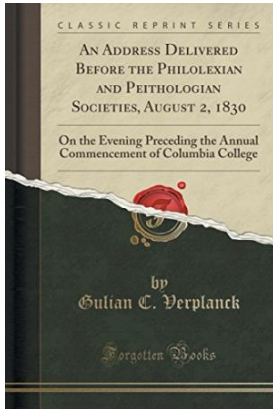 CLASSIC REPRINT SERIES
AN ADDRESS DELIVERED
BEFORE THE PHILOLEXIAN
AND PEITHOLOGIAN
SOCIETIES, AUGUST 2, 1830
On the Evening Preceding the Annual
Commencement of Columbia College
by
Gulian C. Verplanck
Forgotten Books